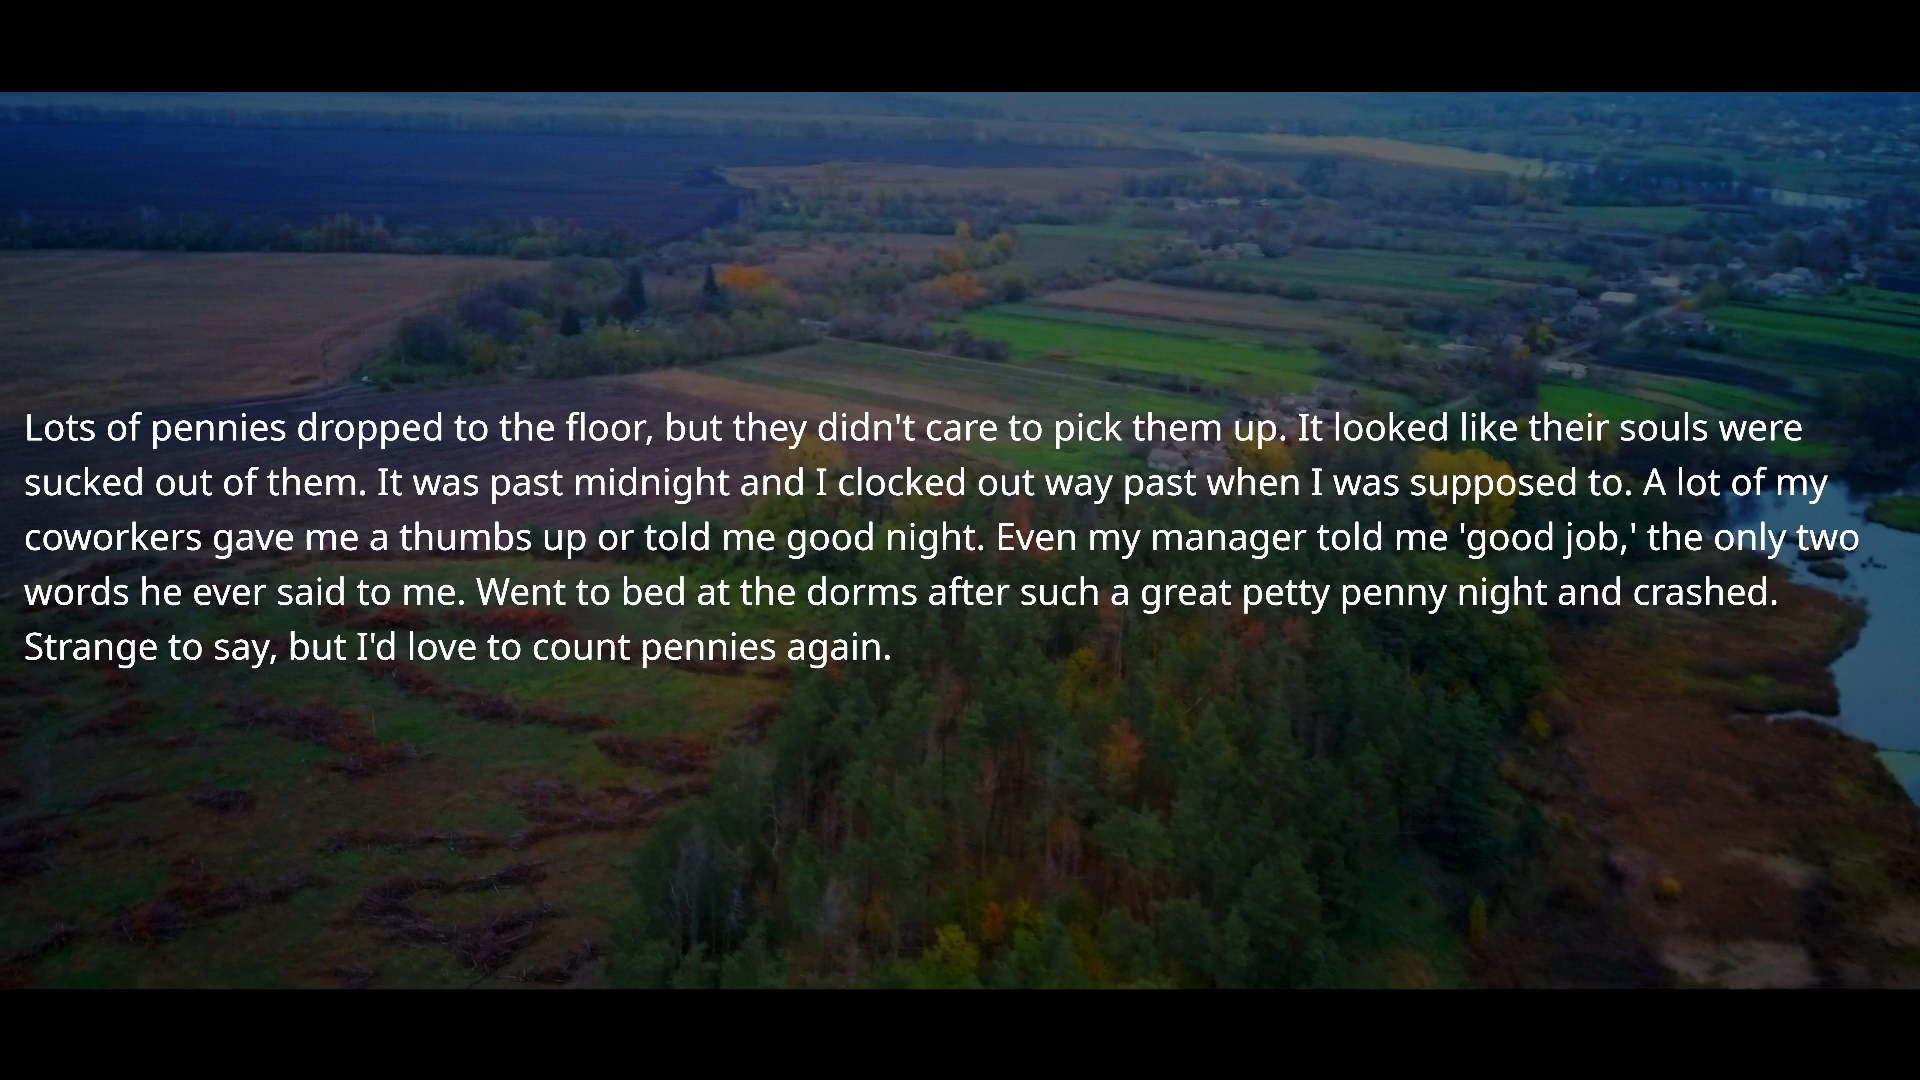 Lots of pennies dropped to the floor, but they didn't care to pick them up. It looked like their souls were
sucked out of them. It was past midnight and I clocked out way past when I was supposed to. A lot of my
coworkers gave me a thumbs up or told me good night. Even my manager told me 'good job,' the only two
words he ever said to me. Went to bed at the dorms after such a great petty penny night and crashed.
Strange to say, but I'd love to count pennies again.